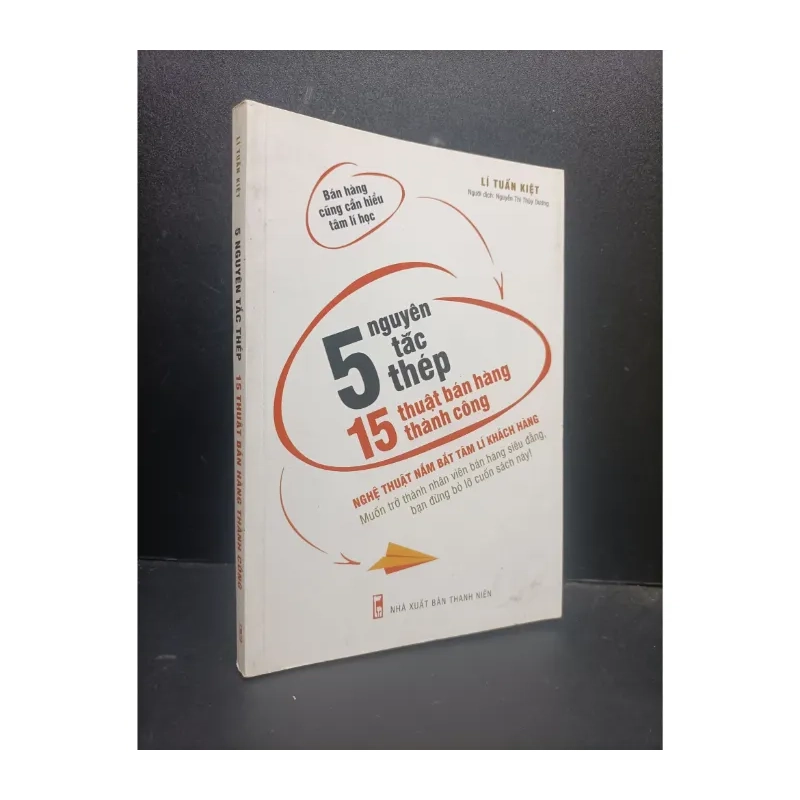 LÍ TUẤN KIỆT
5 NGUYÊN TẮC THÉP 15 THUẬT BÁN HÀNG THÀNH CÔNG
Bán hàng
cũng cần hiểu
tâm lí học
LÍ TUẤN KIỆT
Người dịch: Nguyễn Thị Thùy Dương
5 nguyên
tắc
thép
15 thuật bán hàng
thành công
NGHỆ THUẬT NẮM BẮT TÂM LÍ KHÁCH HÀNG
Muốn trở thành nhân viên bán hàng siêu đẳng,
bạn đừng bỏ lỡ cuốn sách này!
NHÀ XUẤT BẢN THANH NIÊN